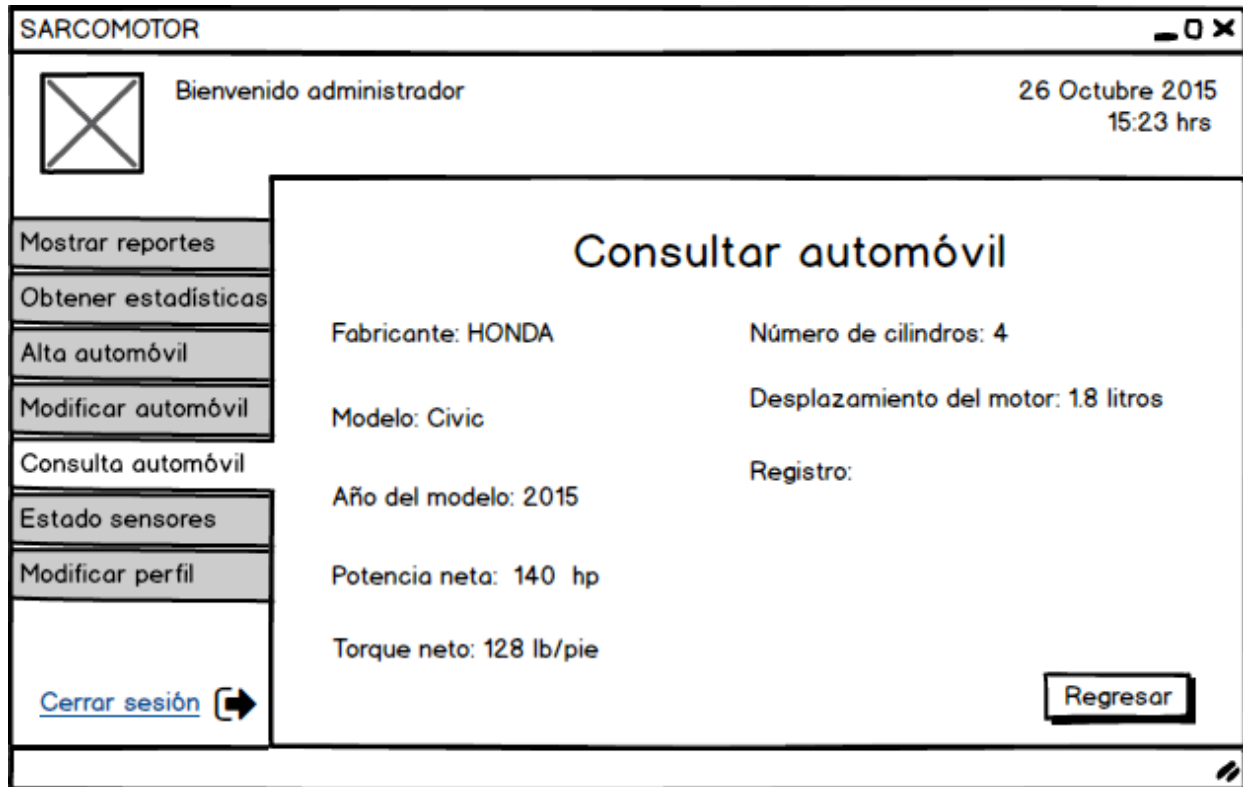 SARCOMOTOR
Bienvenido administrador
26 Octubre 2015
15:23 hrs
Mostrar reportes
Obtener estadísticas
Alta automóvil
Modificar automóvil
Consulta automóvil
Estado sensores
Modificar perfil
Cerrar sesión
Consultar automóvil
Fabricante: HONDA
Modelo: Civic
Año del modelo: 2015
Potencia neta: 140 hp
Torque neto: 128 lb/pie
Número de cilindros: 4
Desplazamiento del motor: 1.8 litros
Registro:
Regresar